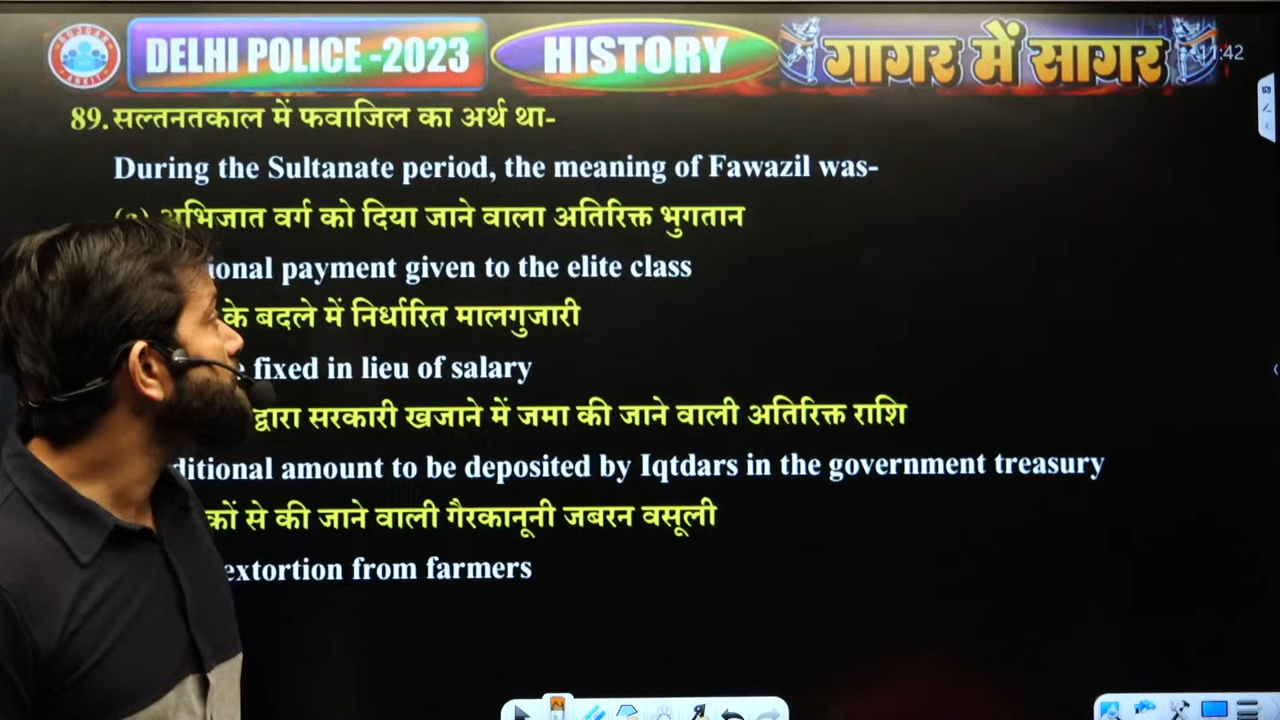 ROJGAR
ANKIT
DELHI POLICE -2023
HISTORY
गागर में सागर
11:42
89. सल्तनतकाल में फवाजिल का अर्थ था-
During the Sultanate period, the meaning of Fawazil was-
(a) अभिजात वर्ग को दिया जाने वाला अतिरिक्त भुगतान
payment given to the elite class
के बदले में निर्धारित मालगुजारी
fixed in lieu of salary
द्वारा सरकारी खजाने में जमा की जाने वाली अतिरिक्त राशि
amount to be deposited by Iqtdars in the government treasury
से की जाने वाली गैरकानूनी जबरन वसूली
extortion from farmers